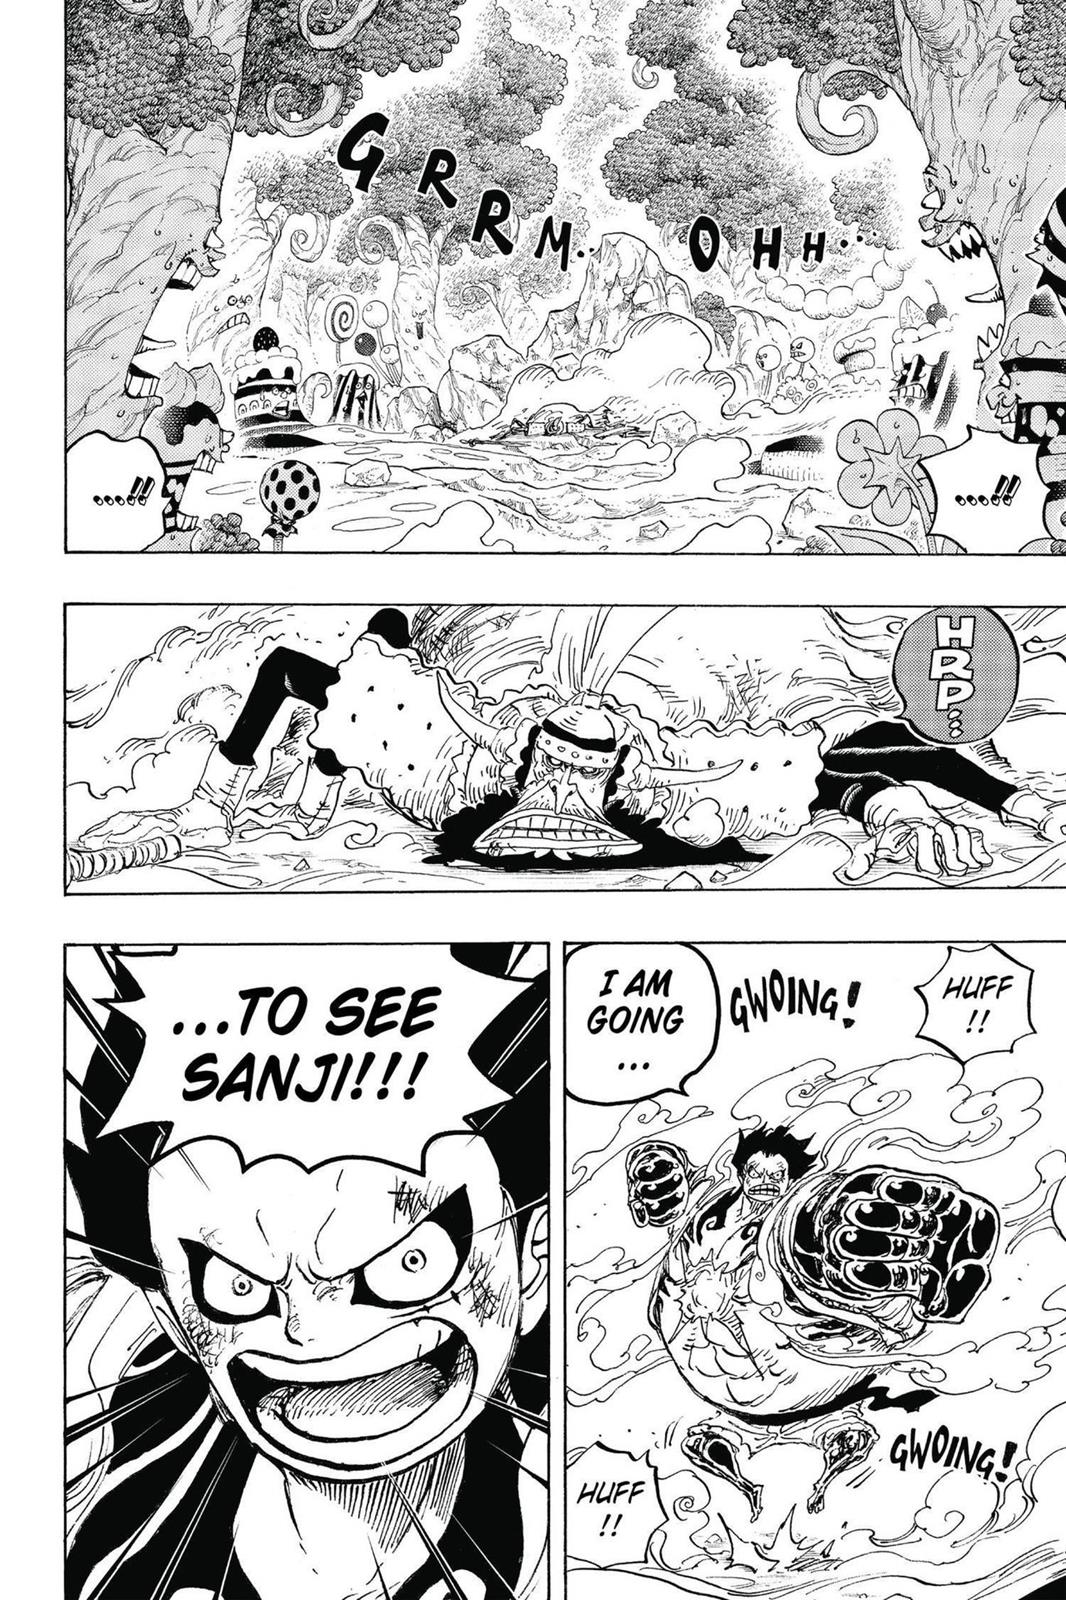 GRRM... OHH...
...!!
...!!
HRP...
HUFF
!!
GWOING!
I AM
GOING
...
GWOING!
HUFF
!!
...TO SEE
SANJI!!!